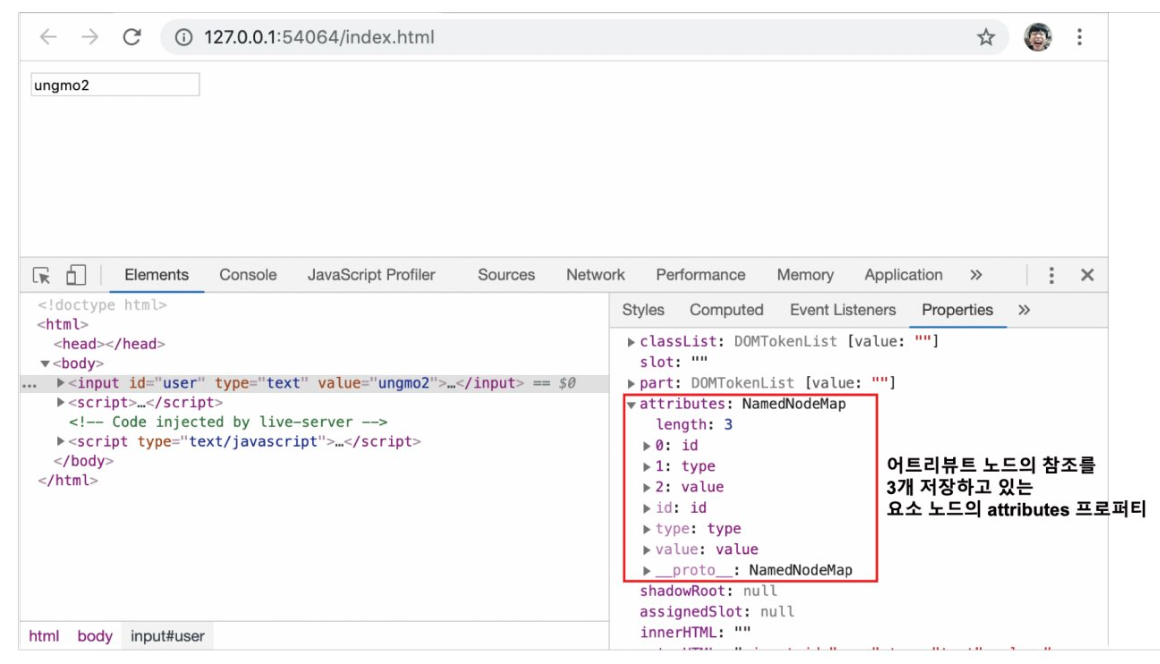 127.0.0.1:54064/index.html
ungmo2
Elements Console JavaScript Profiler Sources Network Performance Memory Application »
<!doctype html>
<html>
<head></head>
▼<body>
... ▶<input id="user" type="text" value="ungmo2">…</input> == $0
▶<script>…</script>
<!-- Code injected by live-server -->
▶<script type="text/javascript">…</script>
</body>
</html>
html body input#user
Styles Computed Event Listeners Properties »
▶classList: DOMTokenList [value: ""]
slot: ""
▶part: DOMTokenList [value: ""]
▼attributes: NamedNodeMap
length: 3
▶0: id
▶1: type
▶2: value
▶id: id
▶type: type
▶value: value
▶__proto__: NamedNodeMap
shadowRoot: null
assignedSlot: null
innerHTML: ""
어트리뷰트 노드의 참조를
3개 저장하고 있는
요소 노드의 attributes 프로퍼티